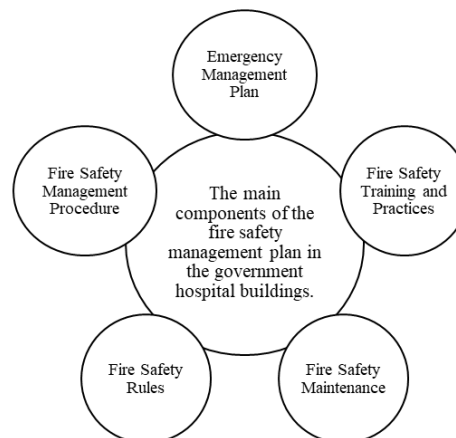 Emergency
Management
Plan
Fire Safety
Management
Procedure
The main
components of the
fire safety
management plan in
the government
hospital buildings.
Fire Safety
Training and
Practices
Fire Safety
Rules
Fire Safety
Maintenance